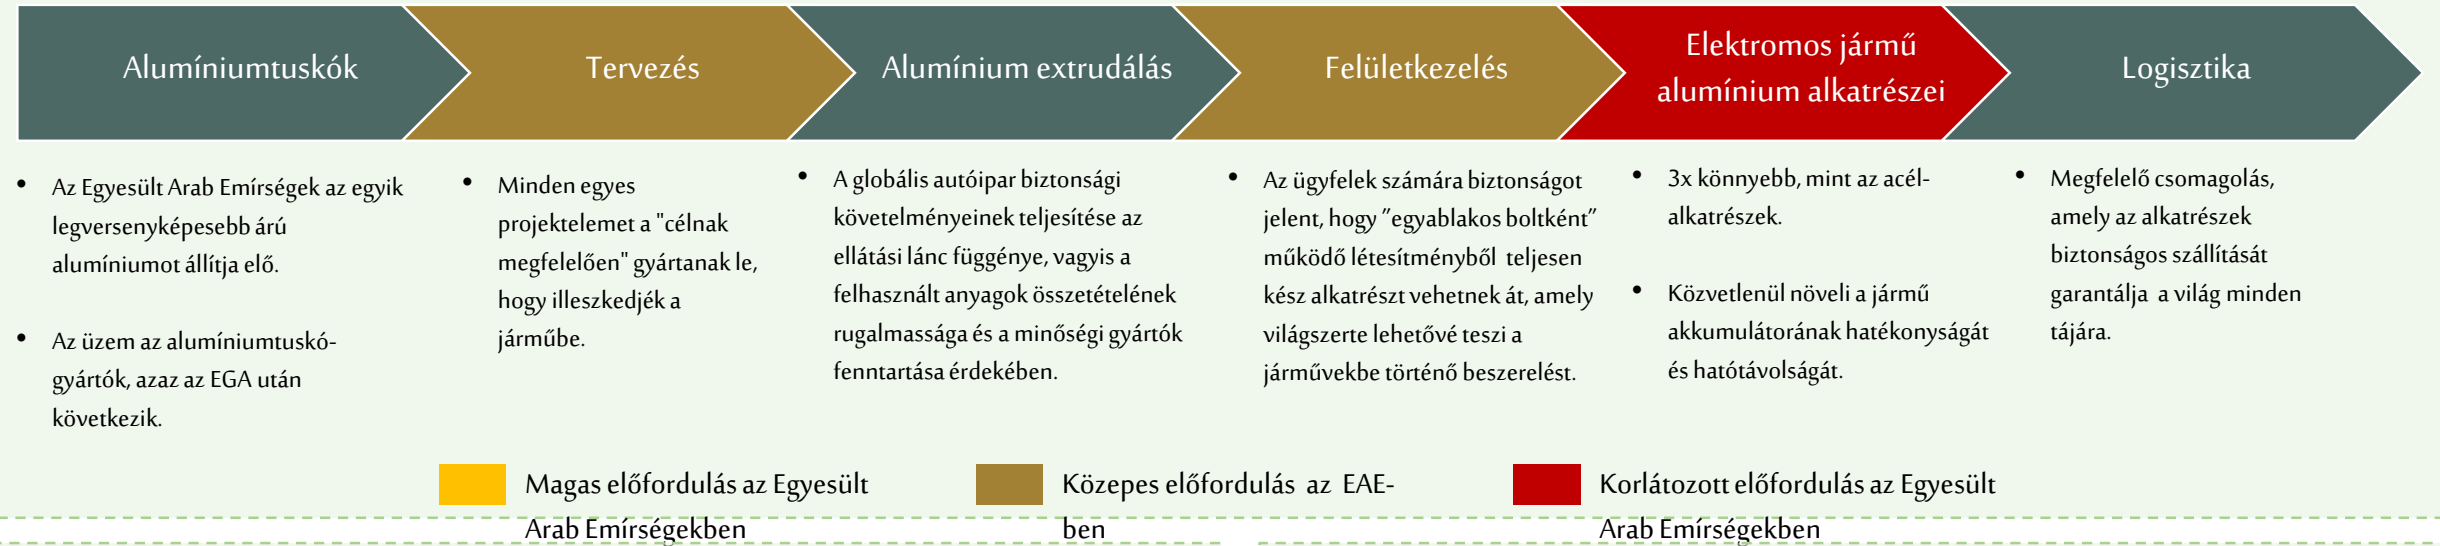 Alumíniumtuskók
Tervezés
Alumínium extrudálás
Felületkezelés
Elektromos jármű
alumínium alkatrészei
Logisztika
• Az Egyesült Arab Emírségek az egyik
legversenyképesebb árú
alumíniumot állítja elő.
• Az üzem az alumíniumtuskó-
gyártók, azaz az EGA után
következik.
• Minden egyes
projektelemet a "célnak
megfelelően" gyártanak le,
hogy illeszkedjék a
járműbe.
• A globális autóipar biztonsági
követelményeinek teljesítése az
ellátási lánc függénye, vagyis a
felhasznált anyagok összetételének
rugalmassága és a minőségi gyártók
fenntartása érdekében.
• Az ügyfelek számára biztonságot
jelent, hogy ”egyablakos boltként”
működő létesítményből teljesen
kész alkatrészt vehetnek át, amely
világszerte lehetővé teszi a
járművekbe történő beszerelést.
• 3x könnyebb, mint az acél-
alkatrészek.
• Közvetlenül növeli a jármű
akkumulátorának hatékonyságát
és hatótávolságát.
• Megfelelő csomagolás,
amely az alkatrészek
biztonságos szállítását
garantálja a világ minden
tájára.
Magas előfordulás az Egyesült
Arab Emírségekben
Közepes előfordulás az EAE-
ben
Korlátozott előfordulás az Egyesült
Arab Emírségekben